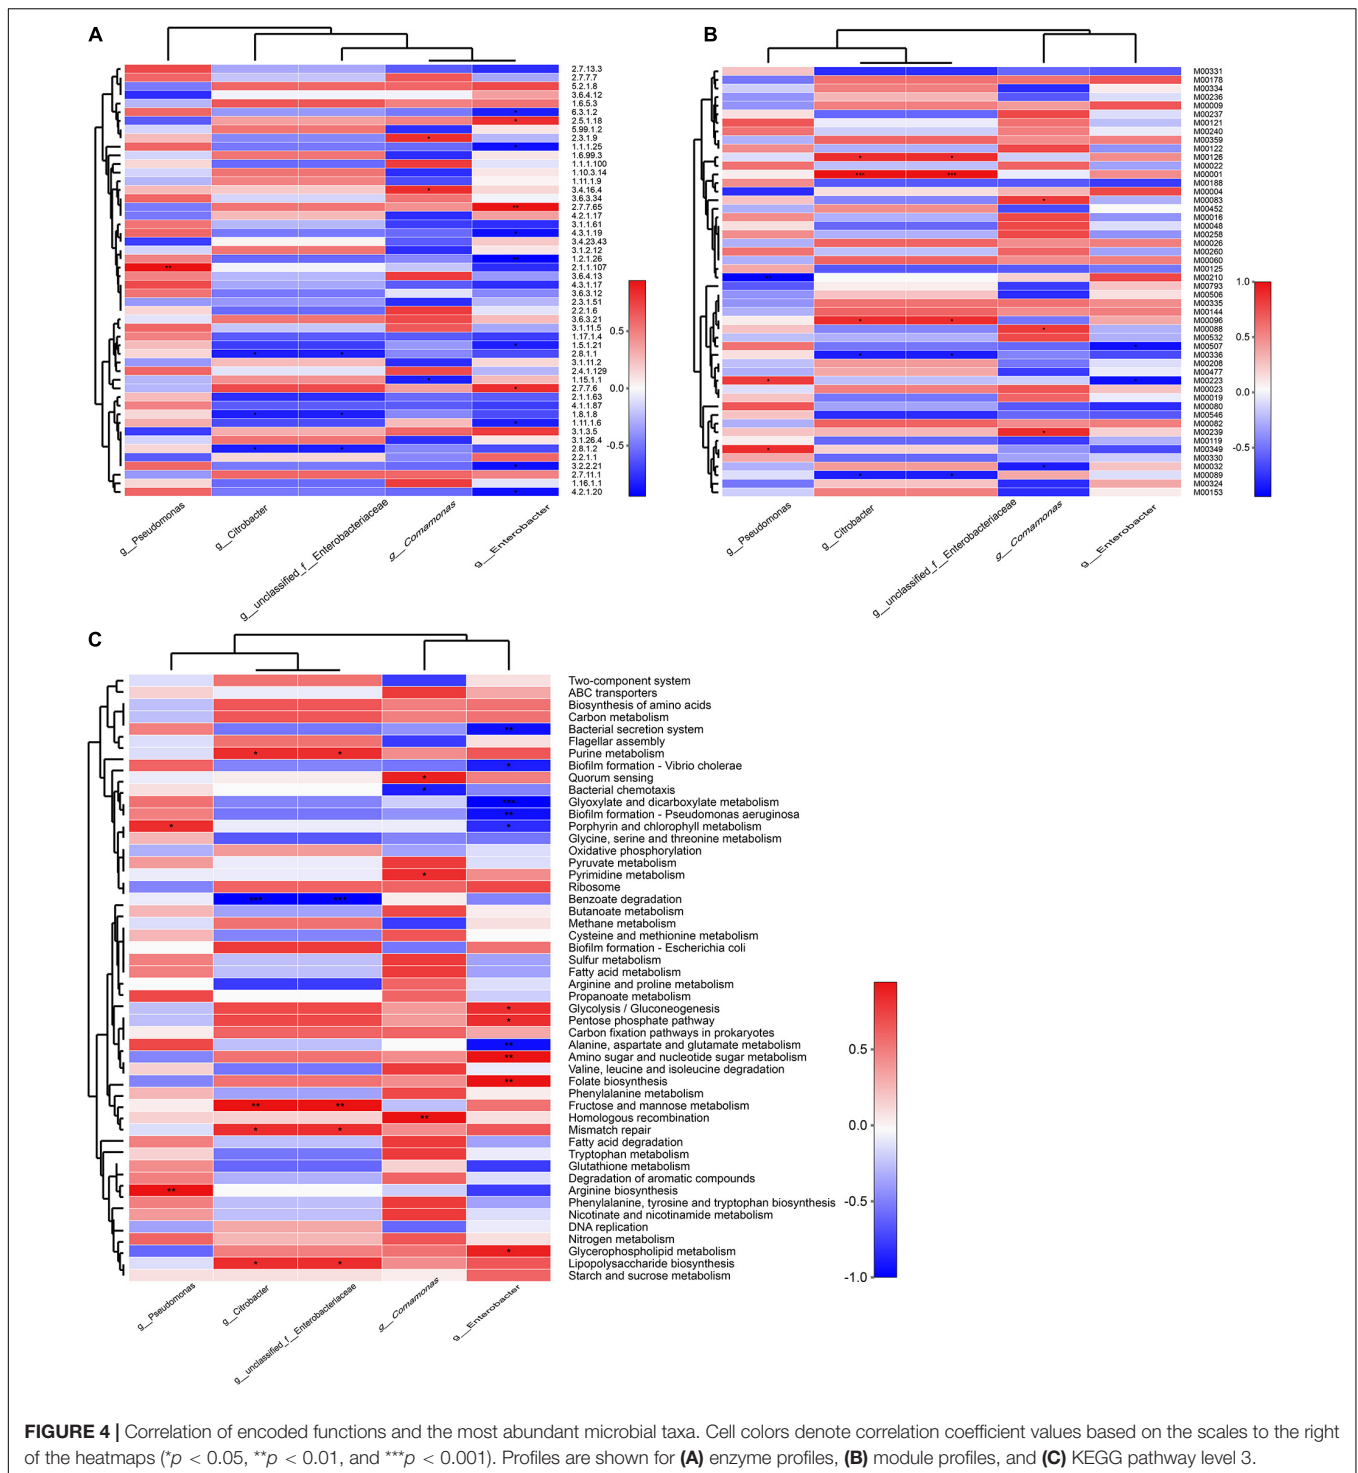 A
2.7.13.3
2.7.7.7
5.2.1.8
3.6.4.12
1.6.5.3
6.3.1.2
2.5.1.18
5.99.1.2
2.3.1.9
1.1.1.25
1.6.99.3
1.1.1.100
1.10.3.14
1.11.1.9
3.4.16.4
3.6.3.34
2.7.7.65
4.2.1.17
3.1.1.61
4.3.1.19
3.4.23.43
3.1.2.12
1.2.1.26
2.1.1.107
3.6.4.13
4.3.1.17
3.6.3.12
2.3.1.51
2.2.1.6
3.6.3.21
3.1.11.5
1.17.1.4
1.5.1.21
2.8.1.1
3.1.11.2
2.4.1.129
1.15.1.1
2.7.7.6
2.1.1.63
4.1.1.87
1.8.1.8
1.11.1.6
3.1.3.5
3.1.26.4
2.8.1.2
2.2.1.1
3.2.2.21
2.7.11.1
1.16.1.1
4.2.1.20
0.5
0.0
-0.5
g__Pseudomonas
g__Citrobacter
g__unclassified_f__Enterobacteriaceae
g__Comamonas
g__Enterobacter
B
M00331
M00178
M00334
M00236
M00009
M00237
M00121
M00240
M00359
M00122
M00126
M00022
M00001
M00188
M00004
M00083
M00452
M00016
M00048
M00258
M00026
M00260
M00060
M00125
M00210
M00793
M00506
M00335
M00144
M00096
M00088
M00532
M00507
M00336
M00208
M00477
M00223
M00023
M00019
M00080
M00546
M00082
M00239
M00119
M00349
M00330
M00032
M00089
M00324
M00153
1.0
0.5
0.0
-0.5
g__Pseudomonas
g__Citrobacter
g__unclassified_f__Enterobacteriaceae
g__Comamonas
g__Enterobacter
C
Two-component system
ABC transporters
Biosynthesis of amino acids
Carbon metabolism
Bacterial secretion system
Flagellar assembly
Purine metabolism
Biofilm formation - Vibrio cholerae
Quorum sensing
Bacterial chemotaxis
Glyoxylate and dicarboxylate metabolism
Biofilm formation - Pseudomonas aeruginosa
Porphyrin and chlorophyll metabolism
Glycine, serine and threonine metabolism
Oxidative phosphorylation
Pyruvate metabolism
Pyrimidine metabolism
Ribosome
Benzoate degradation
Butanoate metabolism
Methane metabolism
Cysteine and methionine metabolism
Biofilm formation - Escherichia coli
Sulfur metabolism
Fatty acid metabolism
Arginine and proline metabolism
Propanoate metabolism
Glycolysis / Gluconeogenesis
Pentose phosphate pathway
Carbon fixation pathways in prokaryotes
Alanine, aspartate and glutamate metabolism
Amino sugar and nucleotide sugar metabolism
Valine, leucine and isoleucine degradation
Folate biosynthesis
Phenylalanine metabolism
Fructose and mannose metabolism
Homologous recombination
Mismatch repair
Fatty acid degradation
Tryptophan metabolism
Glutathione metabolism
Degradation of aromatic compounds
Arginine biosynthesis
Phenylalanine, tyrosine and tryptophan biosynthesis
Nicotinate and nicotinamide metabolism
DNA replication
Nitrogen metabolism
Glycerophospholipid metabolism
Lipopolysaccharide biosynthesis
Starch and sucrose metabolism
0.5
0.0
-0.5
-1.0
g__Pseudomonas
g__Citrobacter
g__unclassified_f__Enterobacteriaceae
g__Comamonas
g__Enterobacter
FIGURE 4 | Correlation of encoded functions and the most abundant microbial taxa. Cell colors denote correlation coefficient values based on the scales to the right
of the heatmaps (*p < 0.05, **p < 0.01, and ***p < 0.001). Profiles are shown for (A) enzyme profiles, (B) module profiles, and (C) KEGG pathway level 3.